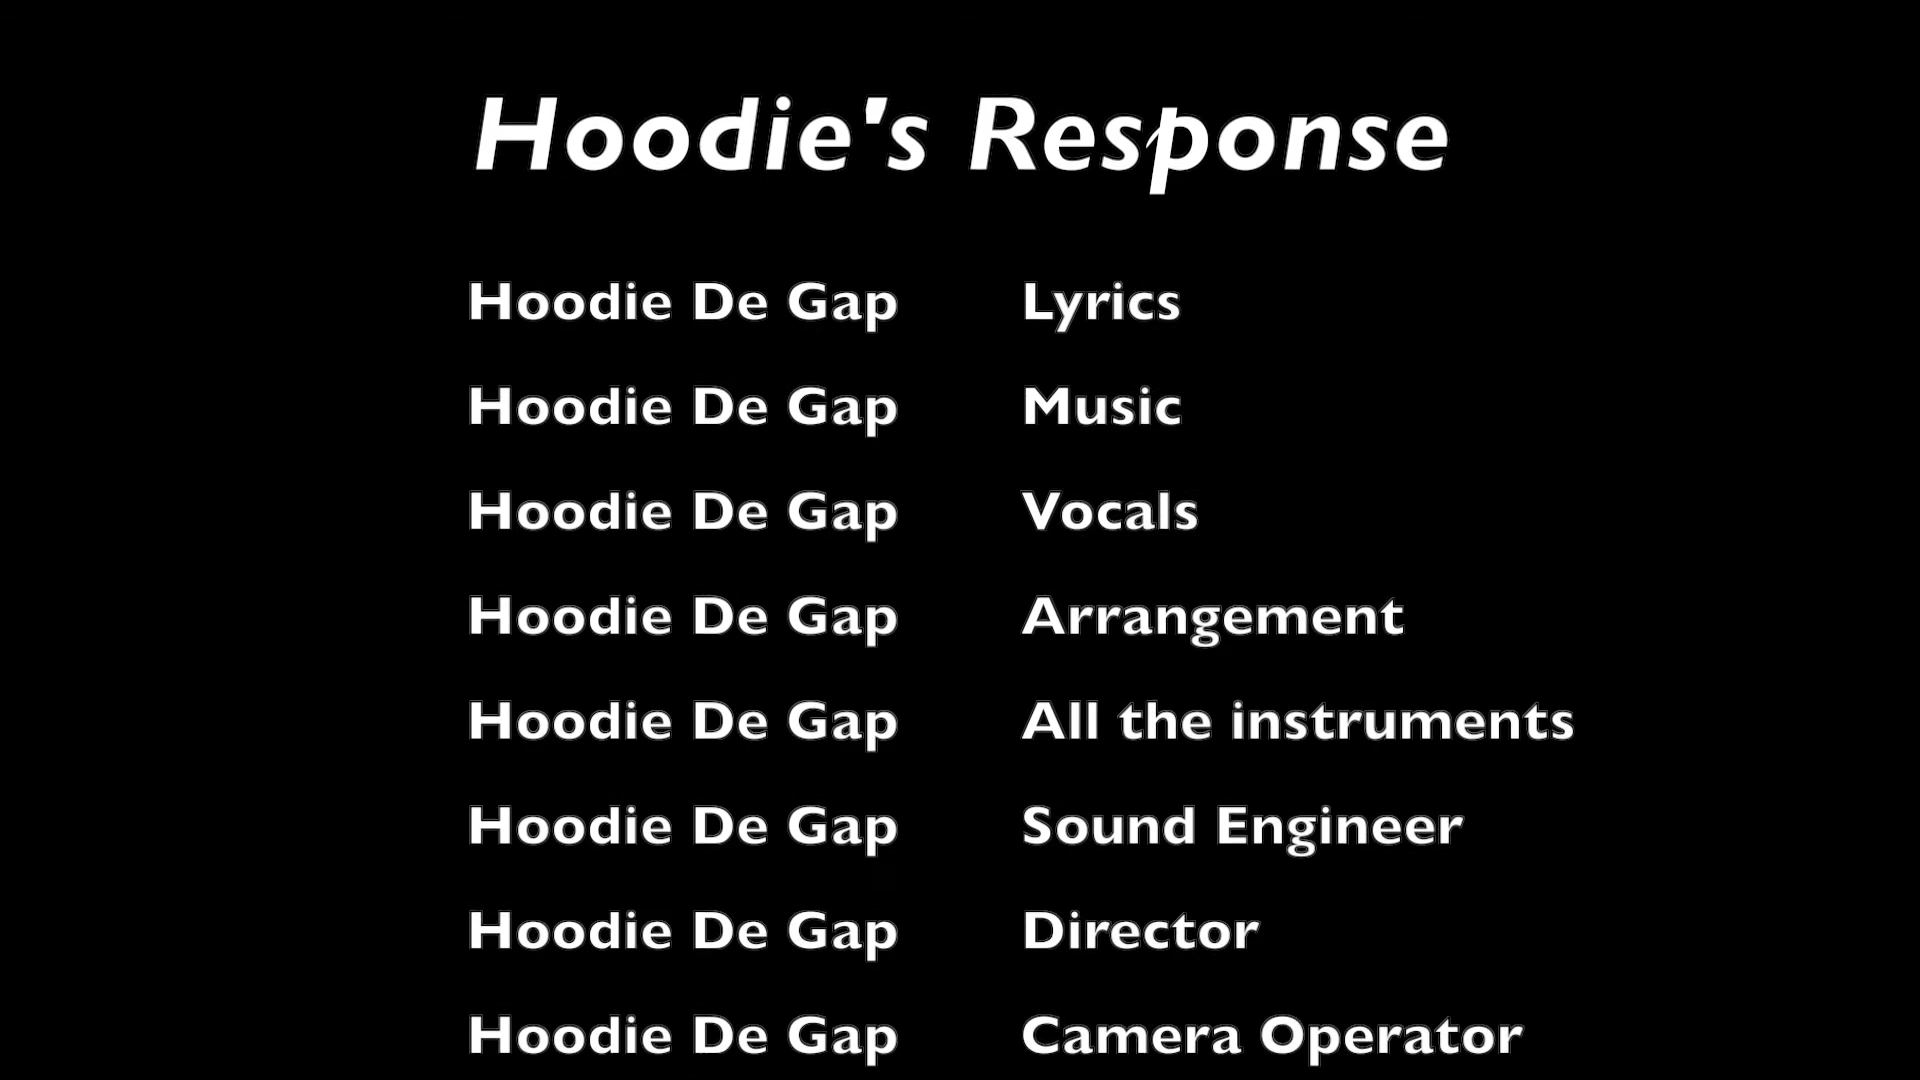 Hoodie's Response
Hoodie De Gap Lyrics
Hoodie De Gap Music
Hoodie De Gap Vocals
Hoodie De Gap Arrangement
Hoodie De Gap All the instruments
Hoodie De Gap Sound Engineer
Hoodie De Gap Director
Hoodie De Gap Camera Operator